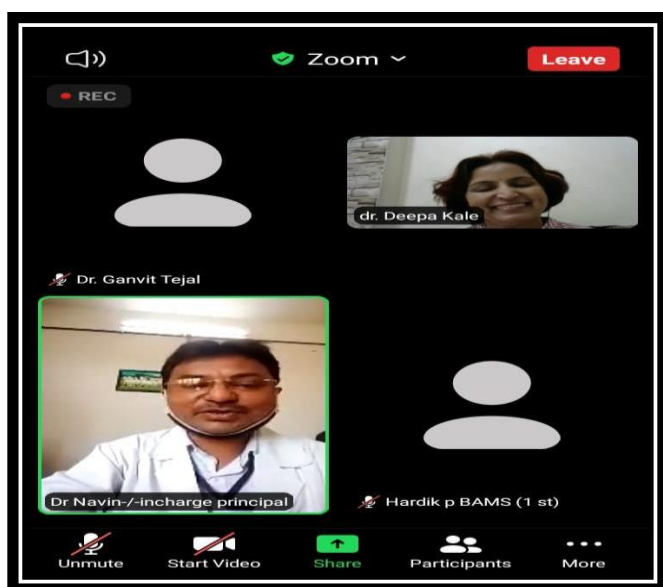 Zoom
Leave
REC
dr. Deepa Kale
Dr. Ganvit Tejal
Dr Navin-/-incharge principal
Hardik p BAMS (1 st)
Unmute
Start Video
Share
Participants
More